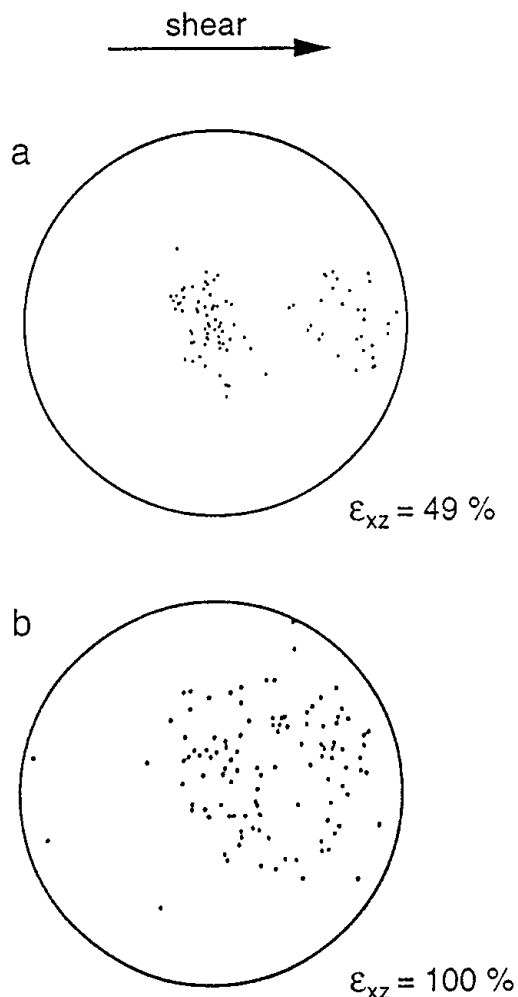 shear
a
ε_xz = 49 %
b
ε_xz = 100 %